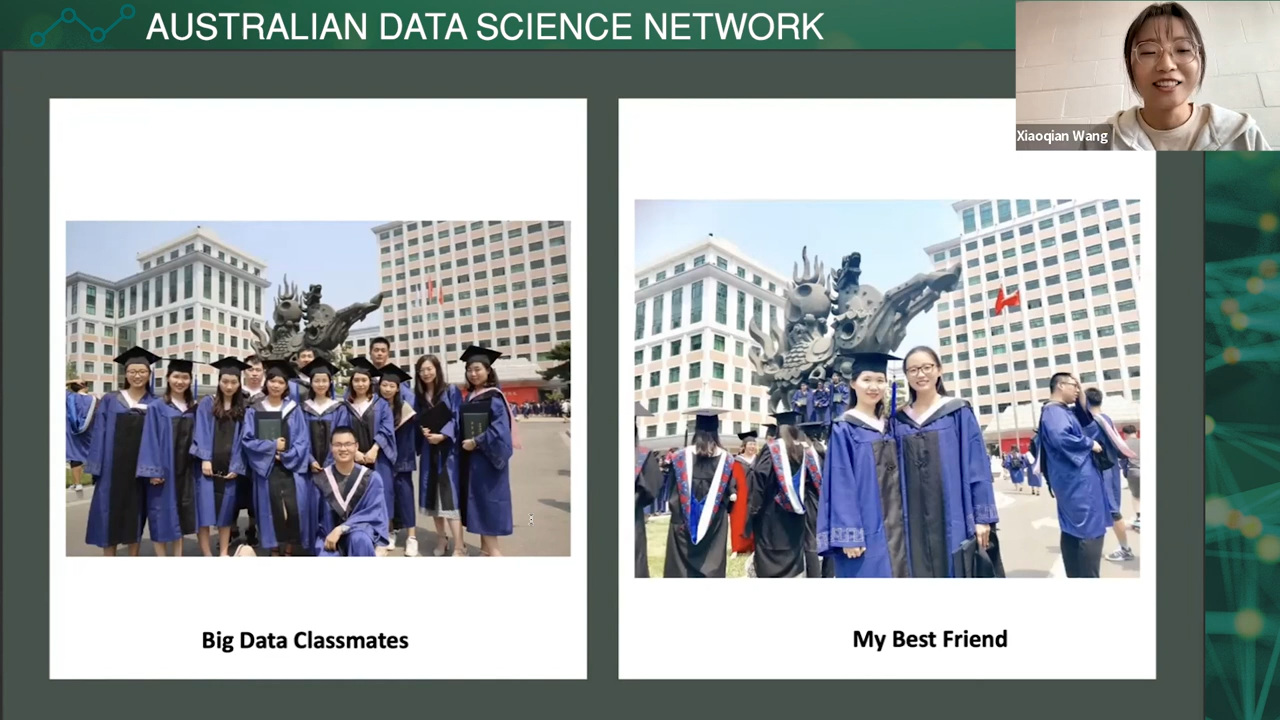 AUSTRALIAN DATA SCIENCE NETWORK
Xiaoqian Wang
Big Data Classmates
My Best Friend